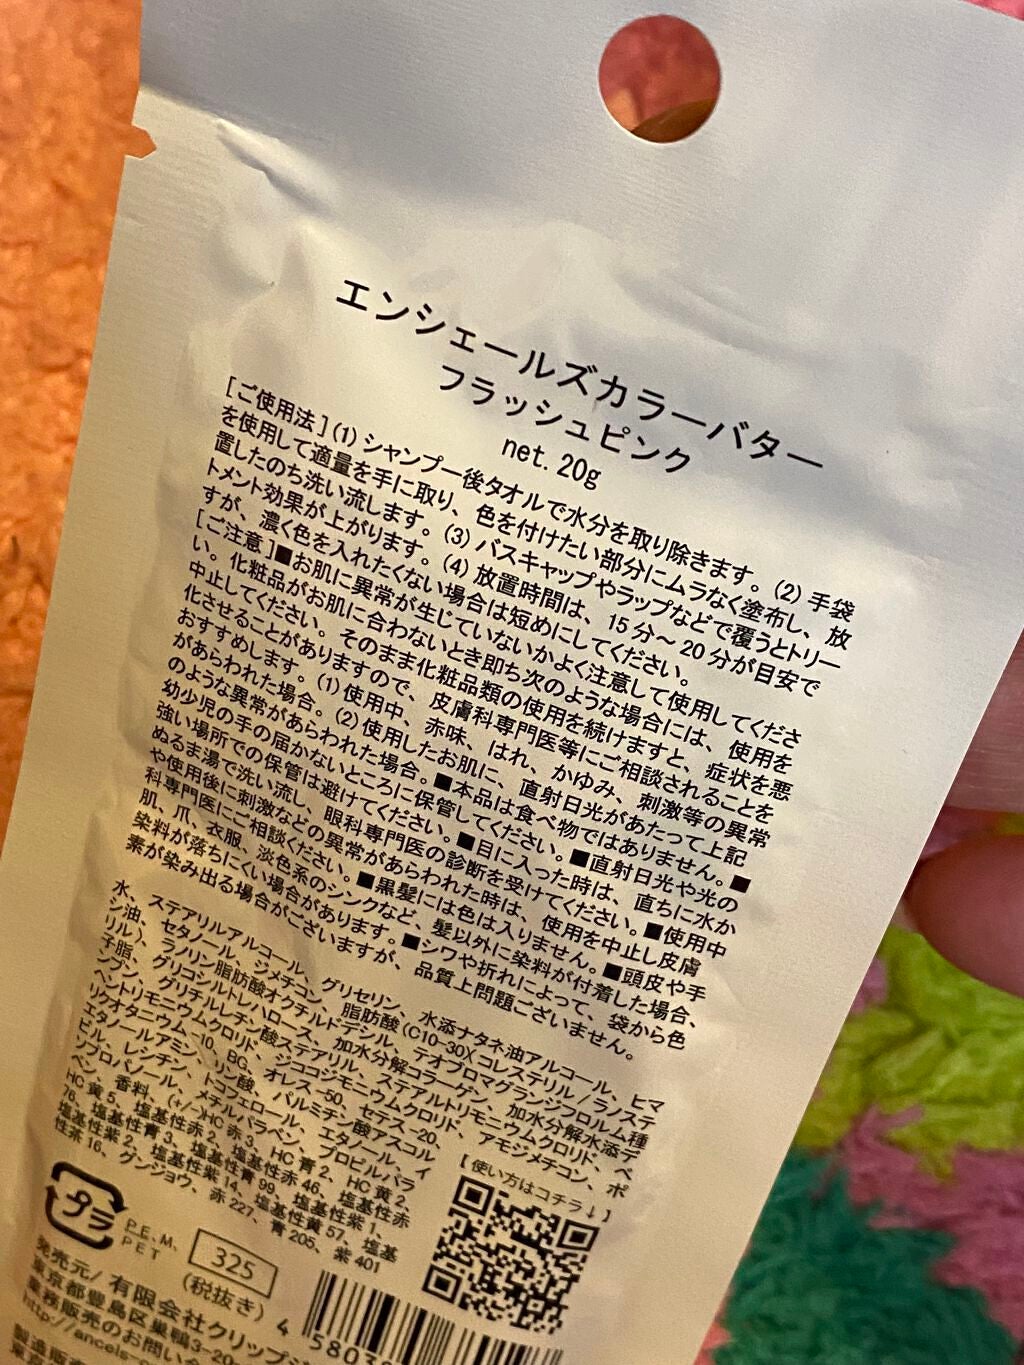 エンシェールズカラーバター
フラッシュピンク
net. 20g
[ご使用法](1) シャンプー後タオルで水分を取り除きます。(2) 手袋
を使用して適量を手に取り、色を付けたい部分にムラなく塗布し、放
置したのち洗い流します。(3) バスキャップやラップなどで覆うとトリー
トメント効果が上がります。(4) 放置時間は、15分～20分が目安で
すが、濃く色を入れたくない場合は短めにしてください。
[ご注意]■お肌に異常が生じていないかよく注意して使用してくださ
い。化粧品がお肌に合わないとき即ち次のような場合には、使用を
中止してください。そのまま化粧品類の使用を続けますと、症状を悪
化させることがありますので、皮膚科専門医等にご相談されることを
おすすめします。(1) 使用中、赤味、はれ、かゆみ、刺激等の異常
があらわれた場合。(2) 使用したお肌に、直射日光があたって上記
のような異常があらわれた場合。■本品は食べ物ではありません。■
幼少児の手の届かないところに保管してください。■直射日光や光の
強い場所での保管は避けてください。■目に入った時は、直ちに水か
ぬるま湯で洗い流し、眼科専門医の診断を受けてください。■使用中
や使用後に刺激などの異常があらわれた時は、使用を中止し皮膚
科専門医にご相談ください。■黒髪には色は入りません。■頭皮や手
肌、爪、衣服、淡色系のシンクなど、髪以外に染料が付着した場合、
染料が落ちにくい場合があります。■シワや折れによって、袋から色
素が染み出る場合がございますが、品質上問題ございません。
水、ステアリルアルコール、グリセリン、水添ナタネ油アルコール、ヒマ
シ油、セタノール、ジメチコン、脂肪酸(C10-30)(コレステリル/ラノステ
リル)、ラノリン脂肪酸オクチルドデシル、テオブロマグランジフロルム種
子脂、グリコシルトレハロース、加水分解コラーゲン、加水分解水添デ
ンプン、グリチルレチン酸ステアリル、ステアルトリモニウムクロリド、ベ
ヘントリモニウムクロリド、ジココジモニウムクロリド、アモジメチコン、ポ
リクオタニウム-10、BG、オレス-50、セテス-20、
エタノールアミン、リン酸、パルミチン酸アスコル
ビル、レシチン、トコフェロール、エタノール、イ
ソプロパノール、メチルパラベン、プロピルパラ
ベン、香料、(+/-)HC赤3、HC青2、HC黄2、
HC黄5、塩基性赤2、塩基性赤46、塩基性赤
76、塩基性青3、塩基性青99、塩基性紫1、
塩基性紫2、塩基性紫14、塩基性黄57、塩基
性茶16、グンジョウ、赤227、青205、紫401
【使い方はコチラ↓】
プラ
P.E.、M、
PET
325
(税抜き)
4 5803
発売元/有限会社クリップジ
東京都豊島区巣鴨3-20
業務販売のお問い合
http://ancels-
製造販売
東京